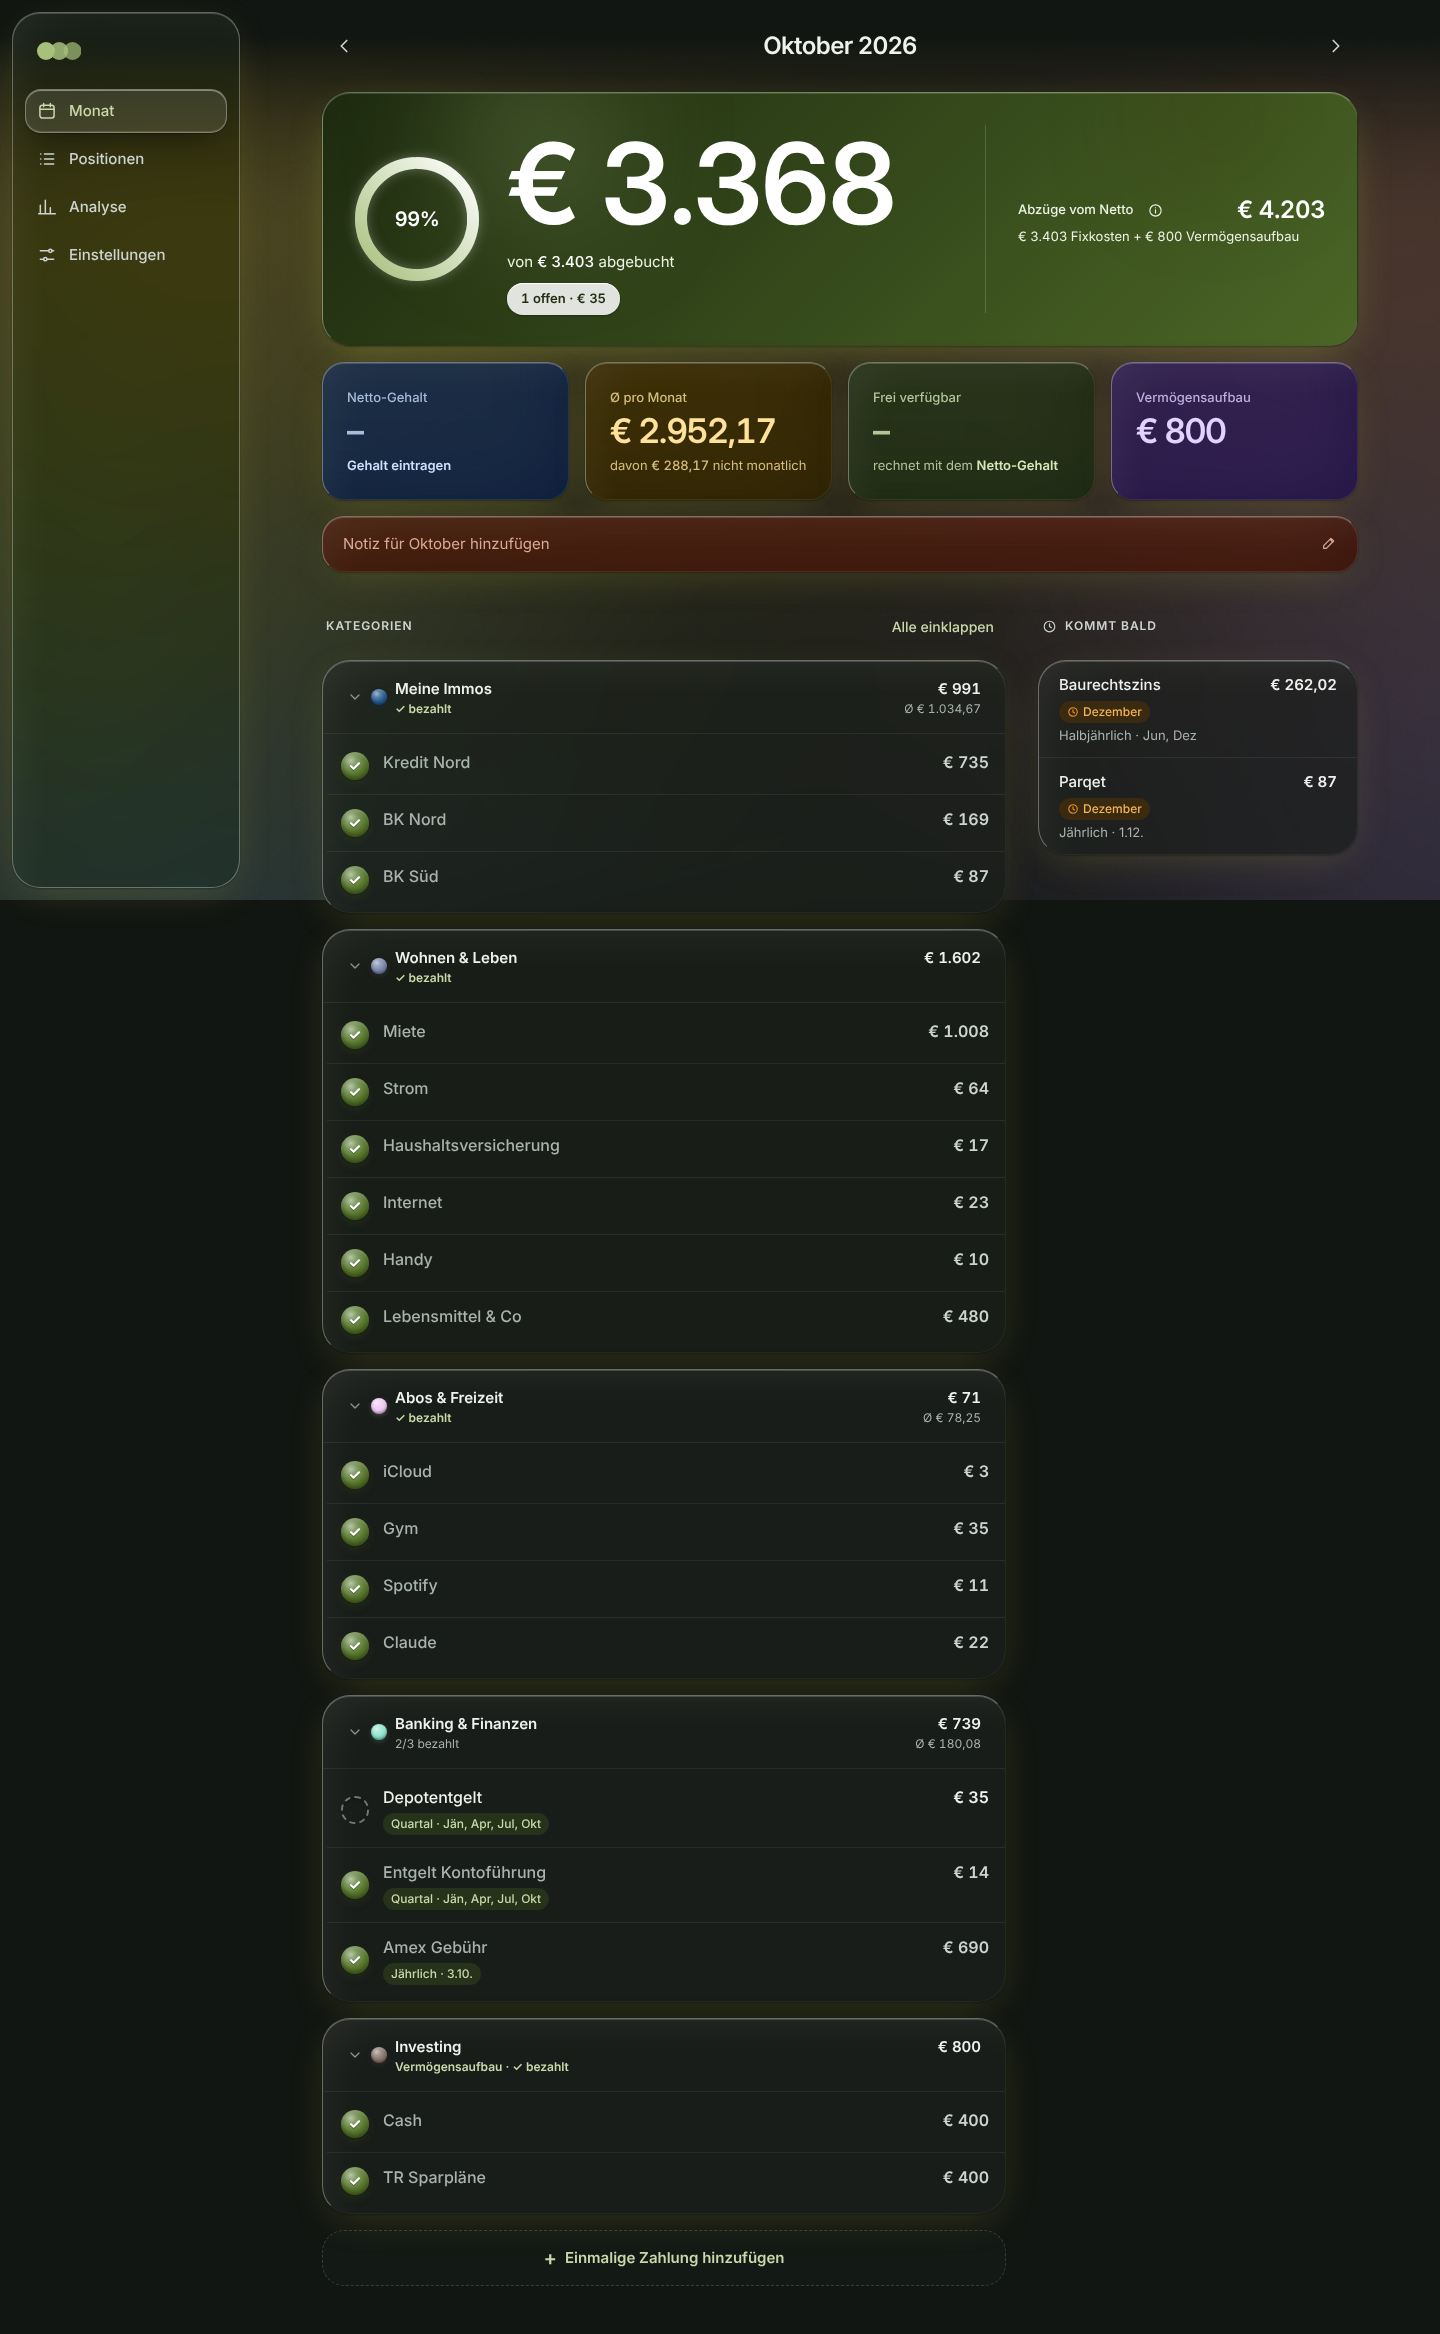 Oktober 2026
Monat
Positionen
Analyse
Einstellungen
99%
€ 3.368
von € 3.403 abgebucht
1 offen · € 35
Abzüge vom Netto
€ 4.203
€ 3.403 Fixkosten + € 800 Vermögensaufbau
Netto-Gehalt
–
Gehalt eintragen
Ø pro Monat
€ 2.952,17
davon € 288,17 nicht monatlich
Frei verfügbar
–
rechnet mit dem Netto-Gehalt
Vermögensaufbau
€ 800
Notiz für Oktober hinzufügen
KATEGORIEN
Alle einklappen
Meine Immos € 991
✓ bezahlt Ø € 1.034,67
Kredit Nord € 735
BK Nord € 169
BK Süd € 87
Wohnen & Leben € 1.602
✓ bezahlt
Miete € 1.008
Strom € 64
Haushaltsversicherung € 17
Internet € 23
Handy € 10
Lebensmittel & Co € 480
Abos & Freizeit € 71
✓ bezahlt Ø € 78,25
iCloud € 3
Gym € 35
Spotify € 11
Claude € 22
Banking & Finanzen € 739
2/3 bezahlt Ø € 180,08
Depotentgelt € 35
Quartal · Jän, Apr, Jul, Okt
Entgelt Kontoführung € 14
Quartal · Jän, Apr, Jul, Okt
Amex Gebühr € 690
Jährlich · 3.10.
Investing € 800
Vermögensaufbau · ✓ bezahlt
Cash € 400
TR Sparpläne € 400
+ Einmalige Zahlung hinzufügen
KOMMT BALD
Baurechtszins € 262,02
Dezember
Halbjährlich · Jun, Dez
Parqet € 87
Dezember
Jährlich · 1.12.